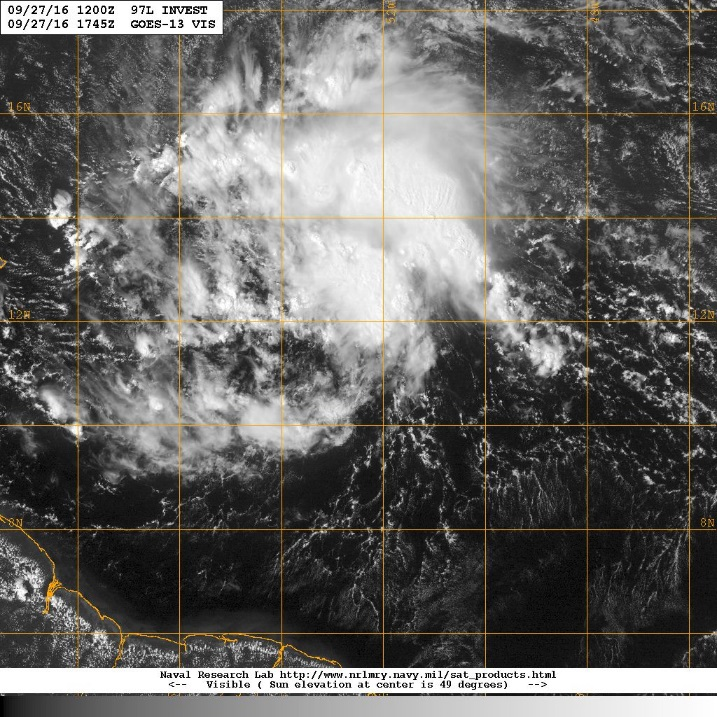 09/27/16 1200Z 97L INVEST
09/27/16 1745Z GOES-13 VIS
16N 16N
12N 12N
8N 8N
Naval Research Lab http://www.nrlmry.navy.mil/sat_products.html
<-- Visible ( Sun elevation at center is 49 degrees) -->